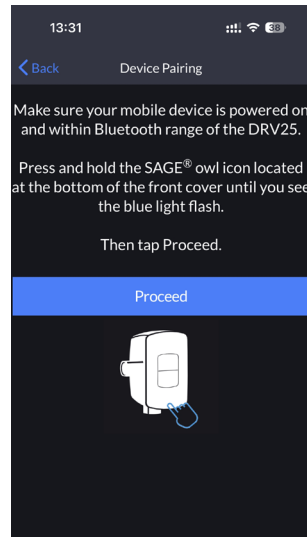 13:31
38
Back
Device Pairing
Make sure your mobile device is powered on
and within Bluetooth range of the DRV25.
Press and hold the SAGE® owl icon located
at the bottom of the front cover until you see
the blue light flash.
Then tap Proceed.
Proceed